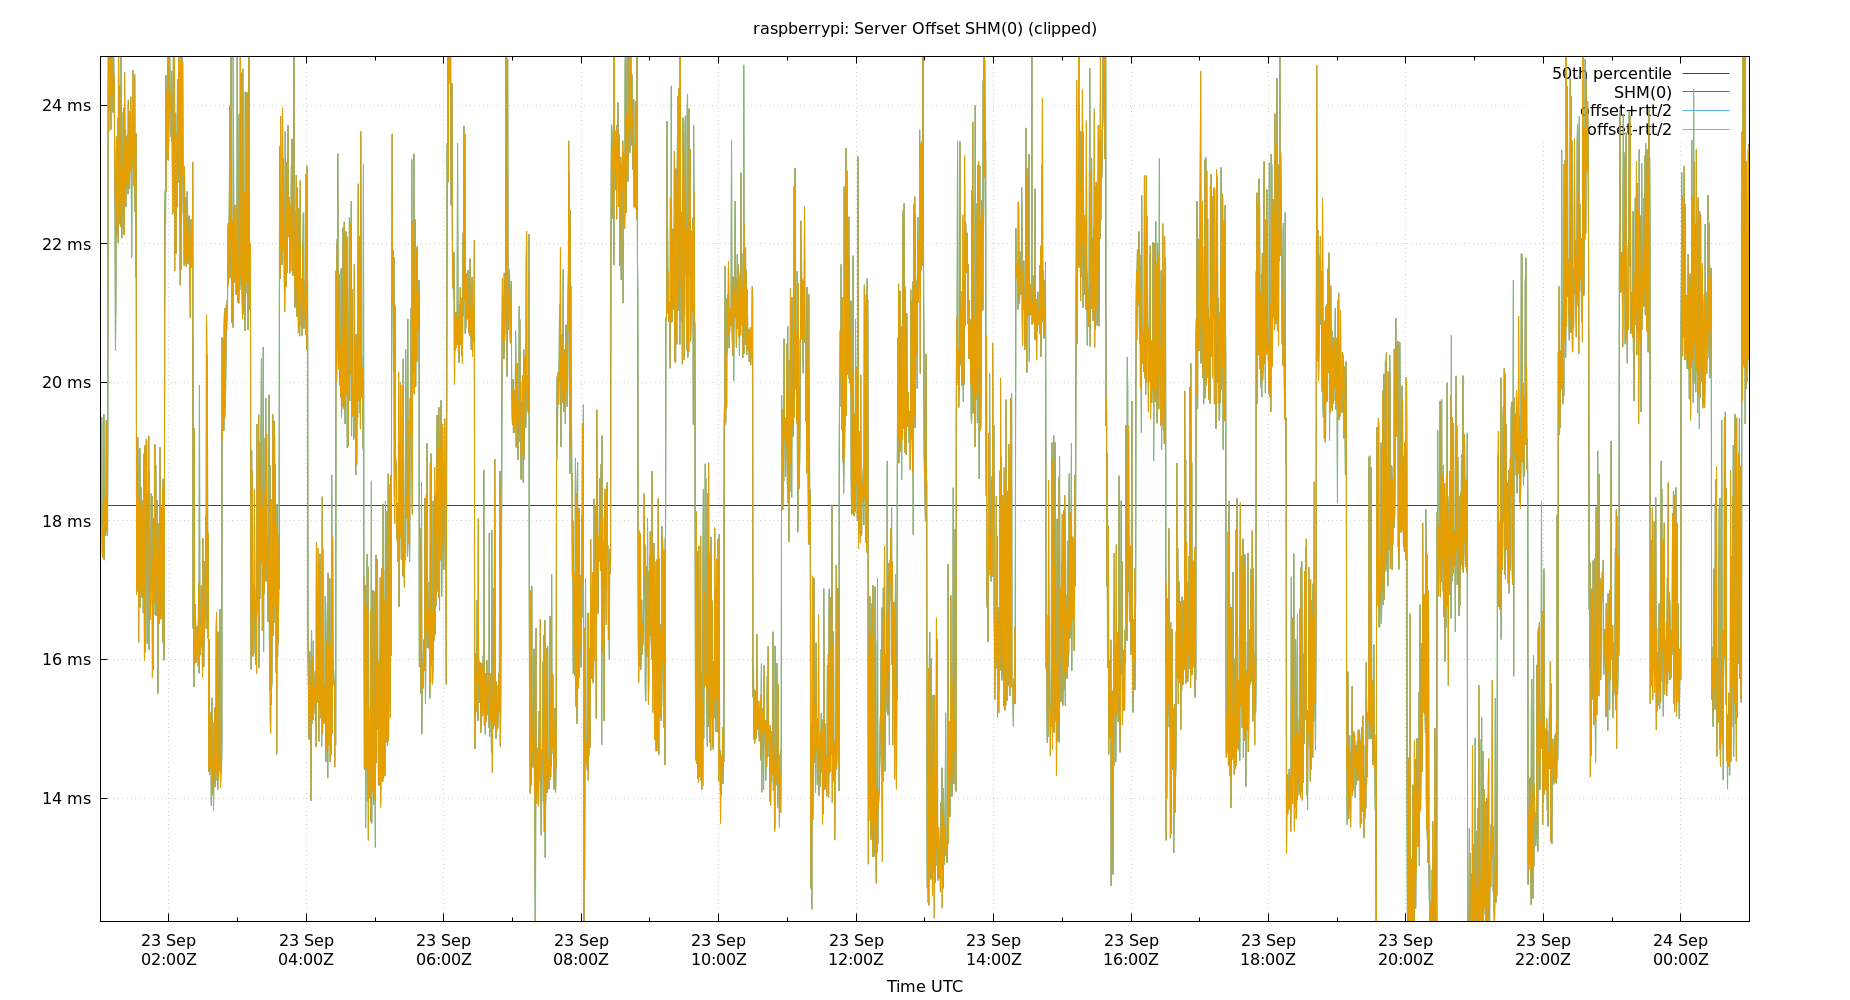 raspberrypi: Server Offset SHM(0) (clipped)
50th percentile
SHM(0)
offset+rtt/2
offset-rtt/2
24 ms
22 ms
20 ms
18 ms
16 ms
14 ms
23 Sep 23 Sep 23 Sep 23 Sep 23 Sep 23 Sep 23 Sep 23 Sep 23 Sep 23 Sep 23 Sep 24 Sep
02:00Z 04:00Z 06:00Z 08:00Z 10:00Z 12:00Z 14:00Z 16:00Z 18:00Z 20:00Z 22:00Z 00:00Z
Time UTC